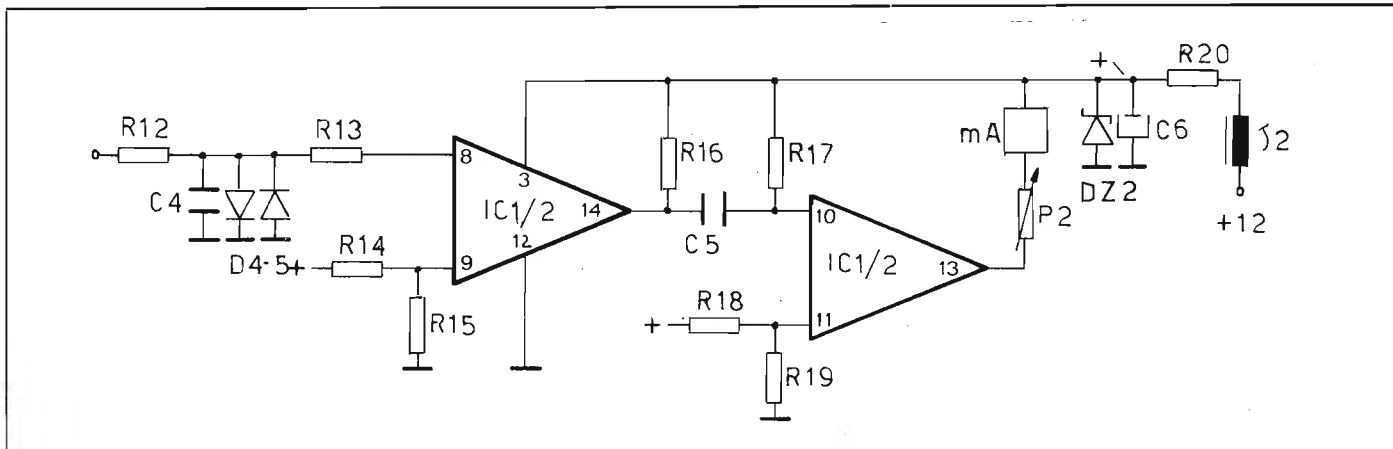 + R20
R12 R13
mA C6 J2
8 R16 R17
3
C4 IC1/2 14 DZ2
P2 +12
12 C5 10
D4-5 + R14 9
IC1/2 13
R15 + R18 11
R19